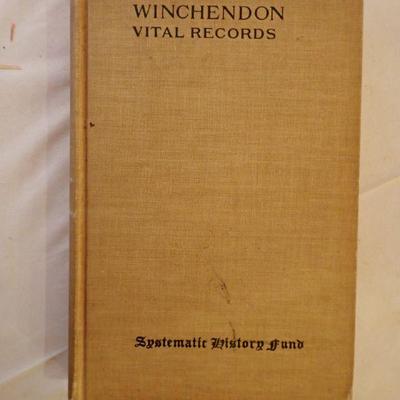 WINCHENDON
VITAL RECORDS
Systematic History Fund